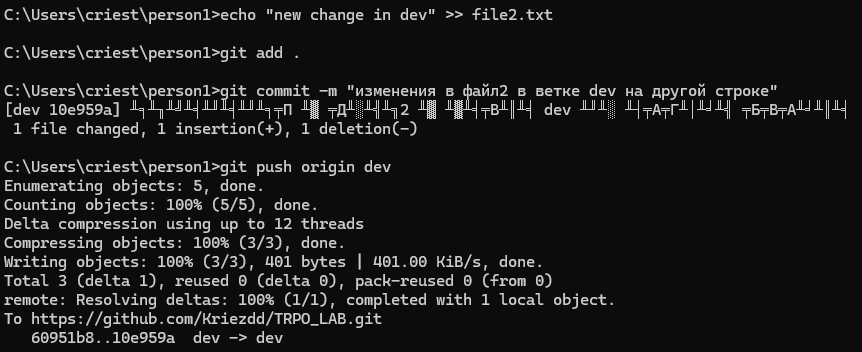 C:\Users\criest\person1>echo "new change in dev" >> file2.txt
C:\Users\criest\person1>git add .
C:\Users\criest\person1>git commit -m "изменения в файл2 в ветке dev на другой строке"
[dev 10e959a] dev
1 file changed, 1 insertion(+), 1 deletion(-)
C:\Users\criest\person1>git push origin dev
Enumerating objects: 5, done.
Counting objects: 100% (5/5), done.
Delta compression using up to 12 threads
Compressing objects: 100% (3/3), done.
Writing objects: 100% (3/3), 401 bytes | 401.00 KiB/s, done.
Total 3 (delta 1), reused 0 (delta 0), pack-reused 0 (from 0)
remote: Resolving deltas: 100% (1/1), completed with 1 local object.
To https://github.com/Kriezdd/TRPO_LAB.git
60951b8..10e959a  dev -> dev